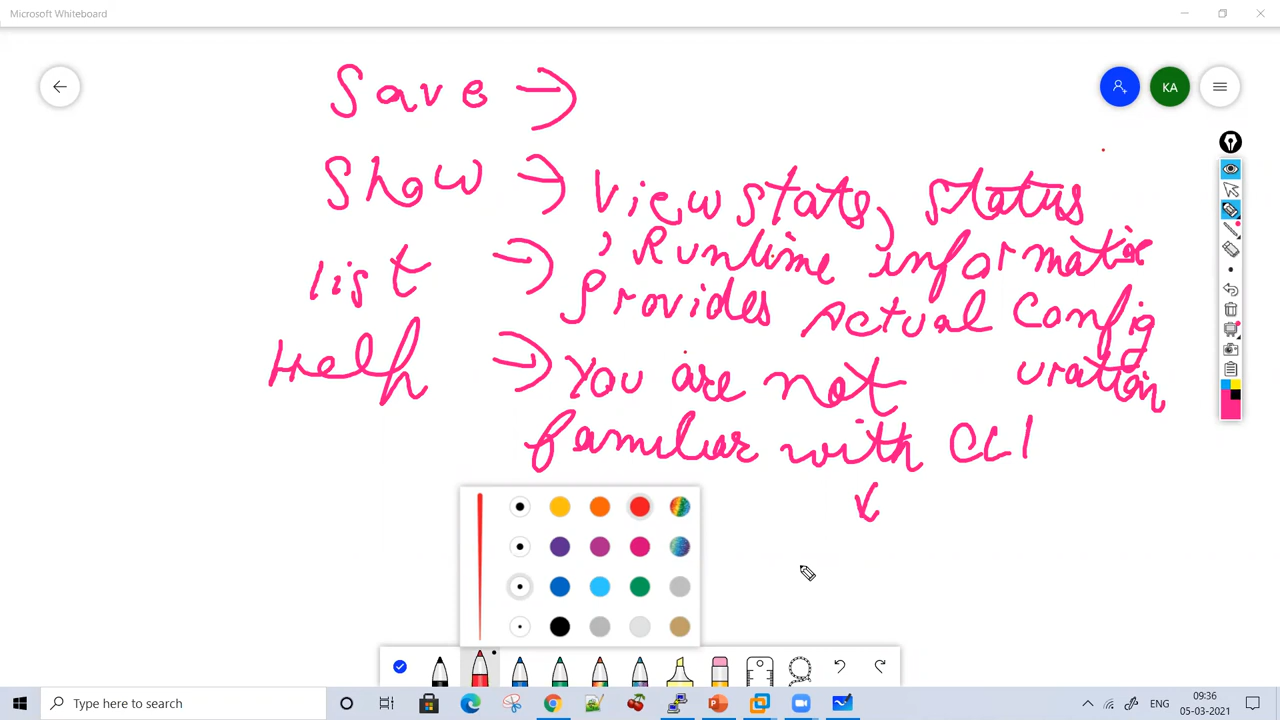 Microsoft Whiteboard
KA
Save →
Show → View state, status
, Runtime information
list → Provides Actual Config
uration
Help → You are not
familiar with CLI
↓
Type here to search
ENG
09:36
05-03-2021